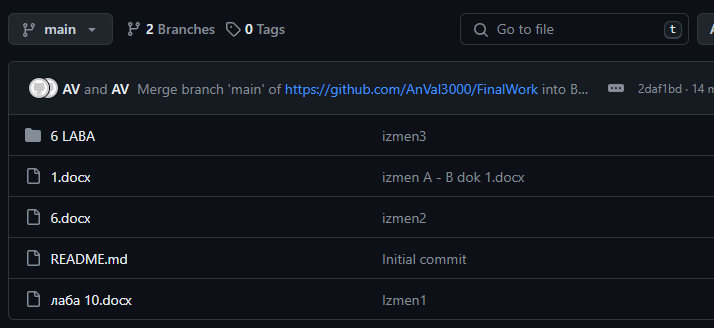 main 2 Branches 0 Tags Go to file t
AV and AV Merge branch 'main' of https://github.com/AnVal3000/FinalWork into B... 2daf1bd · 14 m
6 LABA izmen3
1.docx izmen A - B dok 1.docx
6.docx izmen2
README.md Initial commit
лаба 10.docx Izmen1